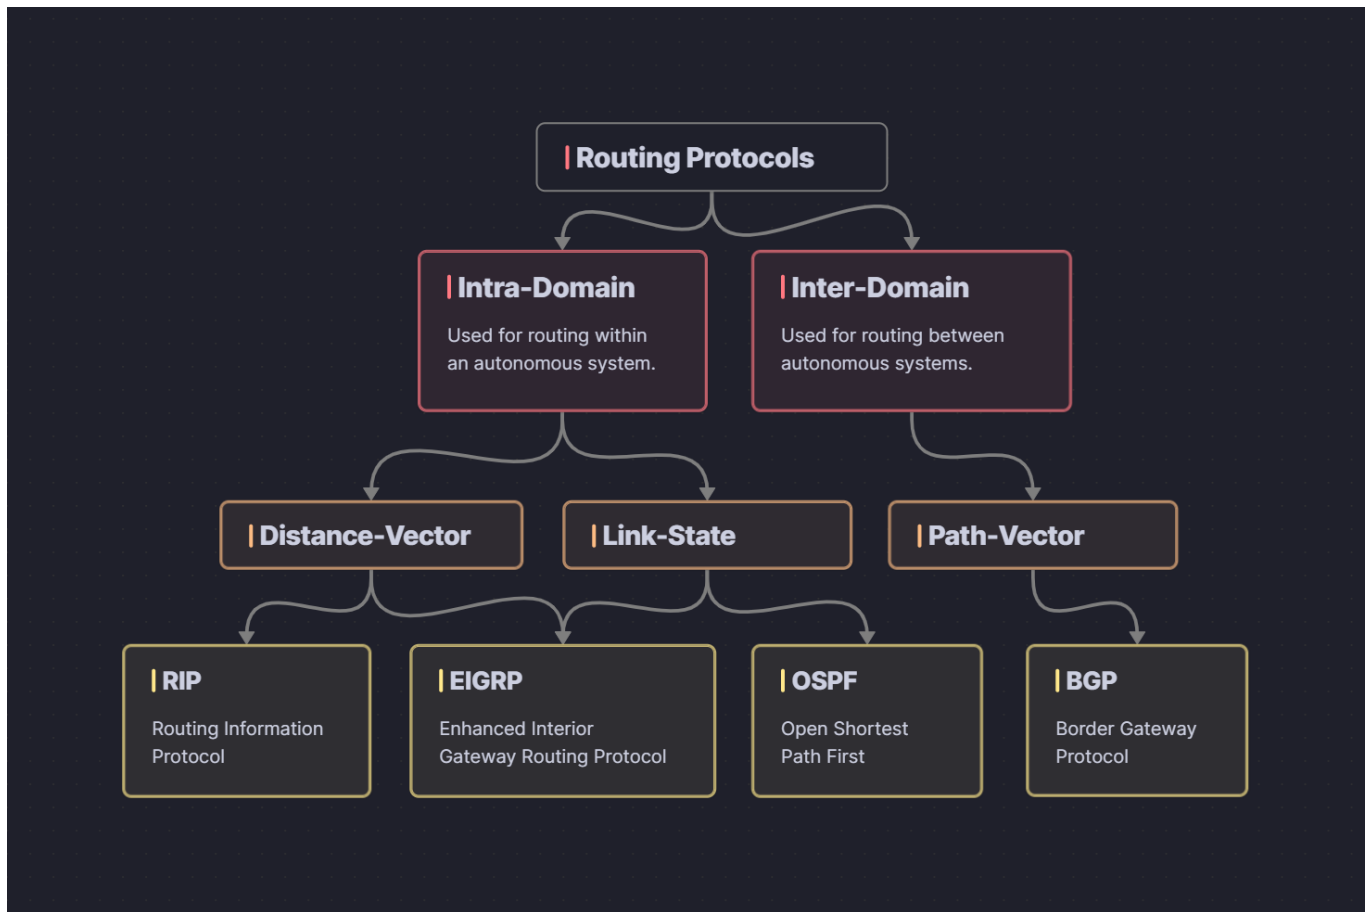 Routing Protocols
Intra-Domain
Used for routing within
an autonomous system.
Inter-Domain
Used for routing between
autonomous systems.
Distance-Vector
Link-State
Path-Vector
RIP
Routing Information
Protocol
EIGRP
Enhanced Interior
Gateway Routing Protocol
OSPF
Open Shortest
Path First
BGP
Border Gateway
Protocol